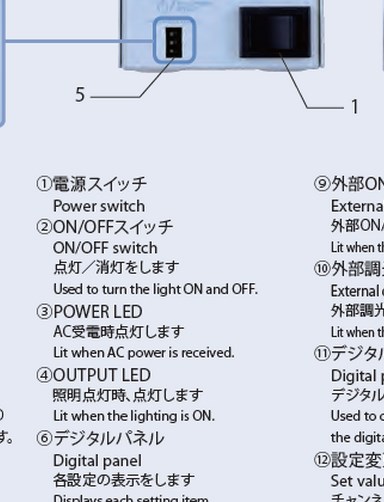 5
1
①電源スイッチ
Power switch
②ON/OFFスイッチ
ON/OFF switch
点灯／消灯をします
Used to turn the light ON and OFF.
③POWER LED
AC受電時点灯します
Lit when AC power is received.
④OUTPUT LED
照明点灯時、点灯します
Lit when the lighting is ON.
⑥デジタルパネル
Digital panel
各設定の表示をします
Displays each setting item
す。
⑨外部ON
Externa
外部ON/
Lit when th
⑩外部調光
External
外部調光
Lit when th
⑪デジタル
Digital p
デジタル
Used to c
the digita
⑫設定変更
Set valu
チャンネ